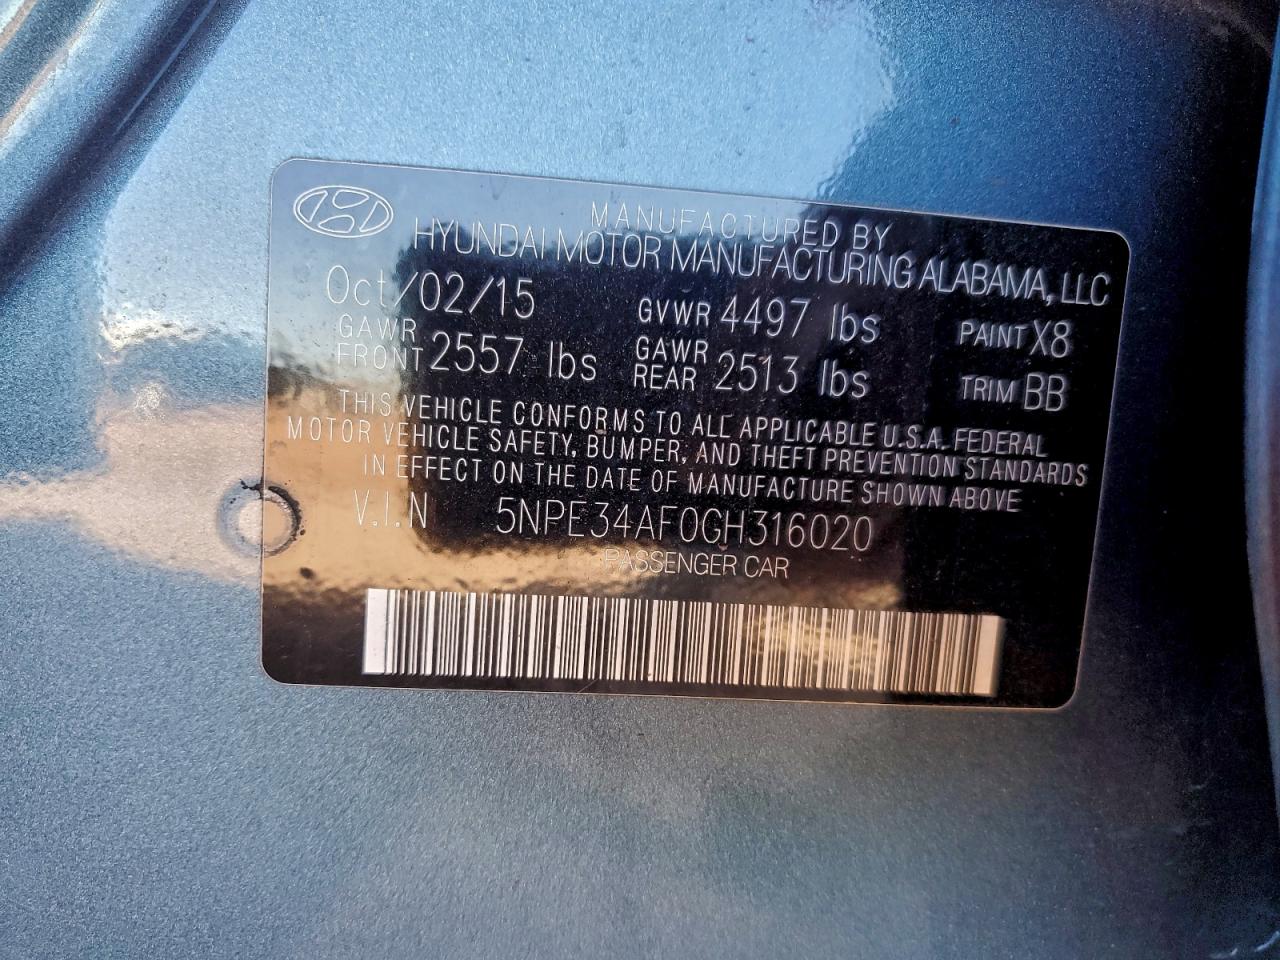 MANUFACTURED BY
HYUNDAI MOTOR MANUFACTURING ALABAMA, LLC
Oct/02/15 GVWR 4497 lbs PAINT X8
GAWR FRONT 2557 lbs GAWR REAR 2513 lbs TRIM BB
THIS VEHICLE CONFORMS TO ALL APPLICABLE U.S.A. FEDERAL
MOTOR VEHICLE SAFETY, BUMPER, AND THEFT PREVENTION STANDARDS
IN EFFECT ON THE DATE OF MANUFACTURE SHOWN ABOVE
V.I.N 5NPE34AF0GH316020
PASSENGER CAR